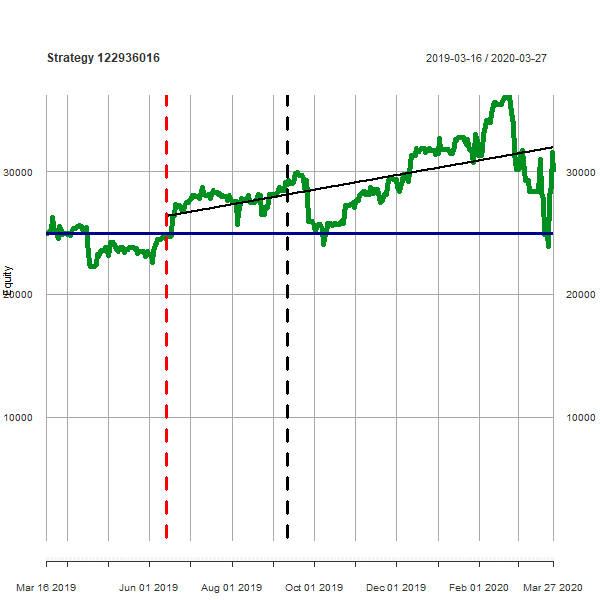 Strategy 122936016
2019-03-16 / 2020-03-27
30000 30000
Equity
20000 20000
10000 10000
Mar 16 2019 Jun 01 2019 Aug 01 2019 Oct 01 2019 Dec 01 2019 Feb 01 2020 Mar 27 2020